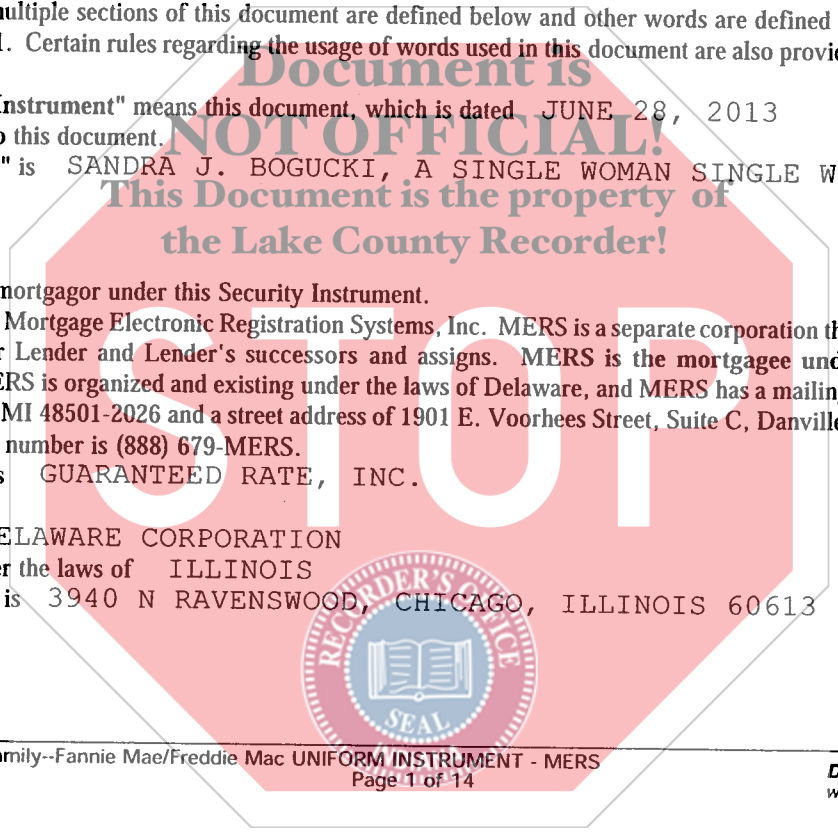 multiple sections of this document are defined below and other words are defined
1. Certain rules regarding the usage of words used in this document are also provid
Document is
Instrument" means this document, which is dated JUNE 28, 2013
o this document.
NOT OFFICIAL!
" is SANDRA J. BOGUCKI, A SINGLE WOMAN SINGLE W
This Document is the property of
the Lake County Recorder!
mortgagor under this Security Instrument.
Mortgage Electronic Registration Systems, Inc. MERS is a separate corporation th
r Lender and Lender's successors and assigns. MERS is the mortgagee und
ERS is organized and existing under the laws of Delaware, and MERS has a mailin
MI 48501-2026 and a street address of 1901 E. Voorhees Street, Suite C, Danville
number is (888) 679-MERS.
STOP
s GUARANTEED RATE, INC.
ELAWARE CORPORATION
er the laws of ILLINOIS
is 3940 N RAVENSWOOD, CHICAGO, ILLINOIS 60613
RECORDER'S OFFICE
SEAL
INDIANA
amily--Fannie Mae/Freddie Mac UNIFORM INSTRUMENT - MERS
Page 1 of 14
D
w